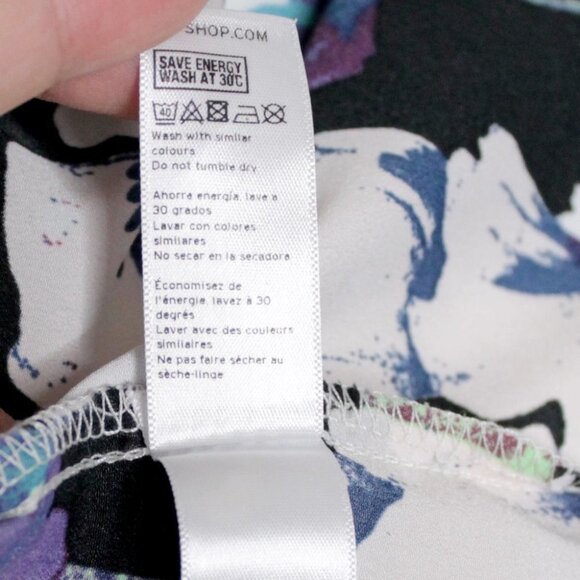 SHOP.COM
SAVE ENERGY
WASH AT 30°C
40
Wash with similar
colours
Do not tumble dry
Ahorre energía, lave a
30 grados
Lavar con colores
similares
No secar en la secadora
Économisez de
l'énergie, lavez à 30
degrés
Laver avec des couleurs
similaires
Ne pas faire sécher au
sèche-linge